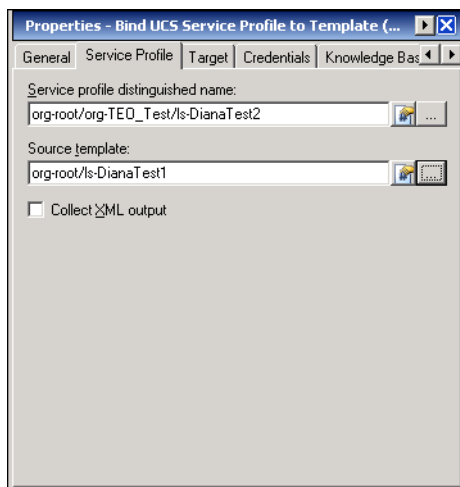 Properties - Bind UCS Service Profile to Template (...
General Service Profile Target Credentials Knowledge Bas
Service profile distinguished name:
org-root/org-TEO_Test/ls-DianaTest2
...
Source template:
org-root/ls-DianaTest1
...
Collect XML output